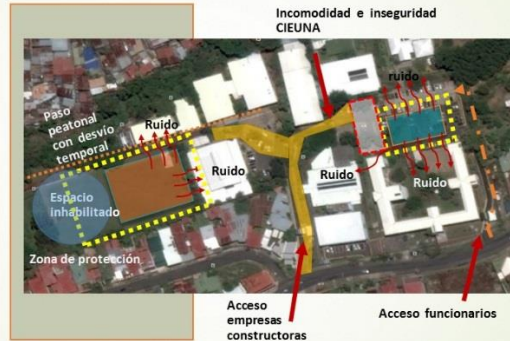 Incomodidad e inseguridad
CIEUNA
Paso
peatonal
con desvío
temporal
Ruido
ruido
Espacio
inhabilitado
Ruido
Ruido
Ruido
Zona de protección
Acceso
empresas
constructoras
Acceso funcionarios